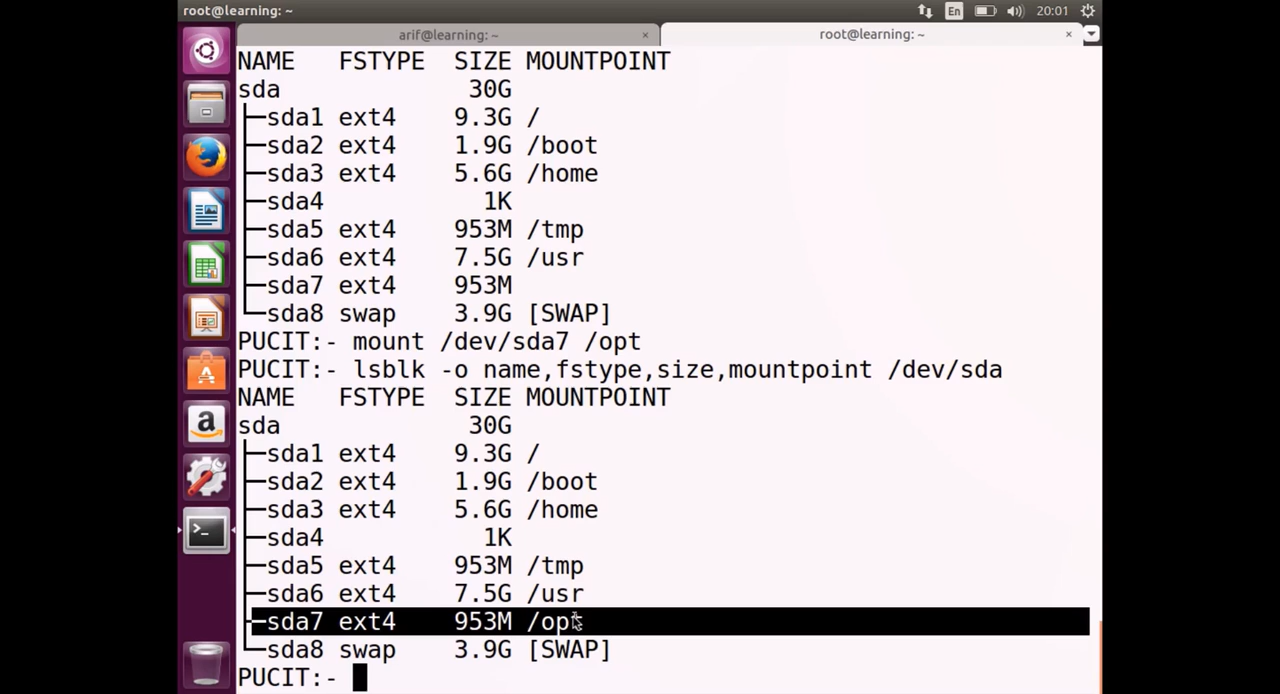 root@learning: ~
En
20:01
arif@learning: ~ ×
root@learning: ~ ×
NAME   FSTYPE  SIZE MOUNTPOINT
sda             30G
├─sda1 ext4    9.3G /
├─sda2 ext4    1.9G /boot
├─sda3 ext4    5.6G /home
├─sda4           1K
├─sda5 ext4    953M /tmp
├─sda6 ext4    7.5G /usr
├─sda7 ext4    953M
└─sda8 swap    3.9G [SWAP]
PUCIT:- mount /dev/sda7 /opt
PUCIT:- lsblk -o name,fstype,size,mountpoint /dev/sda
NAME   FSTYPE  SIZE MOUNTPOINT
sda             30G
├─sda1 ext4    9.3G /
├─sda2 ext4    1.9G /boot
├─sda3 ext4    5.6G /home
├─sda4           1K
├─sda5 ext4    953M /tmp
├─sda6 ext4    7.5G /usr
├─sda7 ext4    953M /opt
└─sda8 swap    3.9G [SWAP]
PUCIT:-